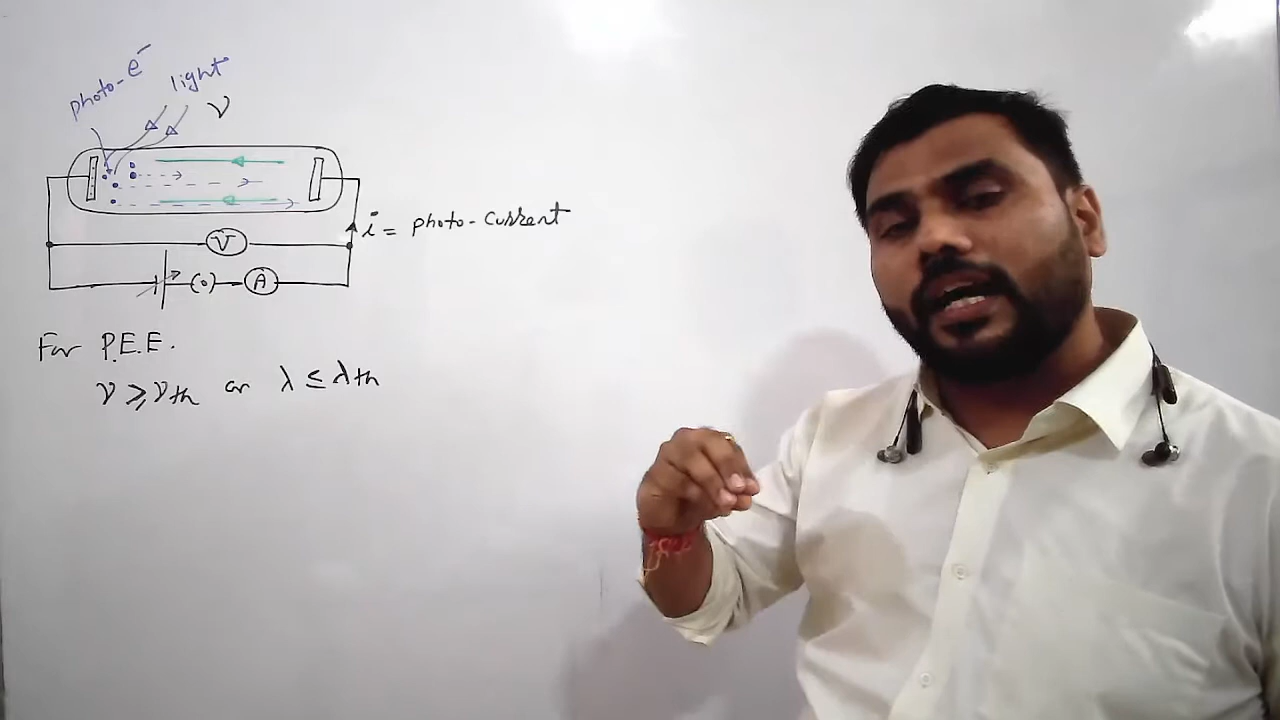 photo-e⁻
light
ν
i = photo-current
V
(·)
A
For P.E.E.
ν ⩾ νth or λ ≤ λth